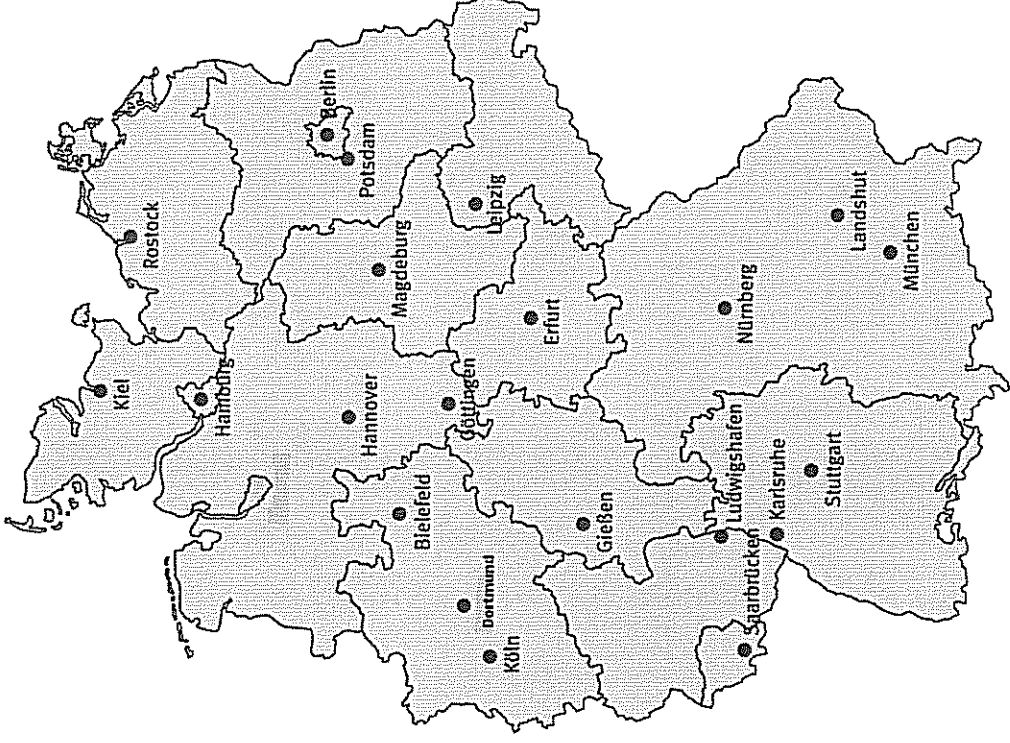 Kiel
Rostock
Hamburg
Berlin
Potsdam
Hannover
Magdeburg
Bielefeld
Göttingen
Leipzig
Dortmund
Köln
Erfurt
Gießen
Ludwigshafen
Saarbrücken
Karlsruhe
Nürnberg
Stuttgart
Landshut
München